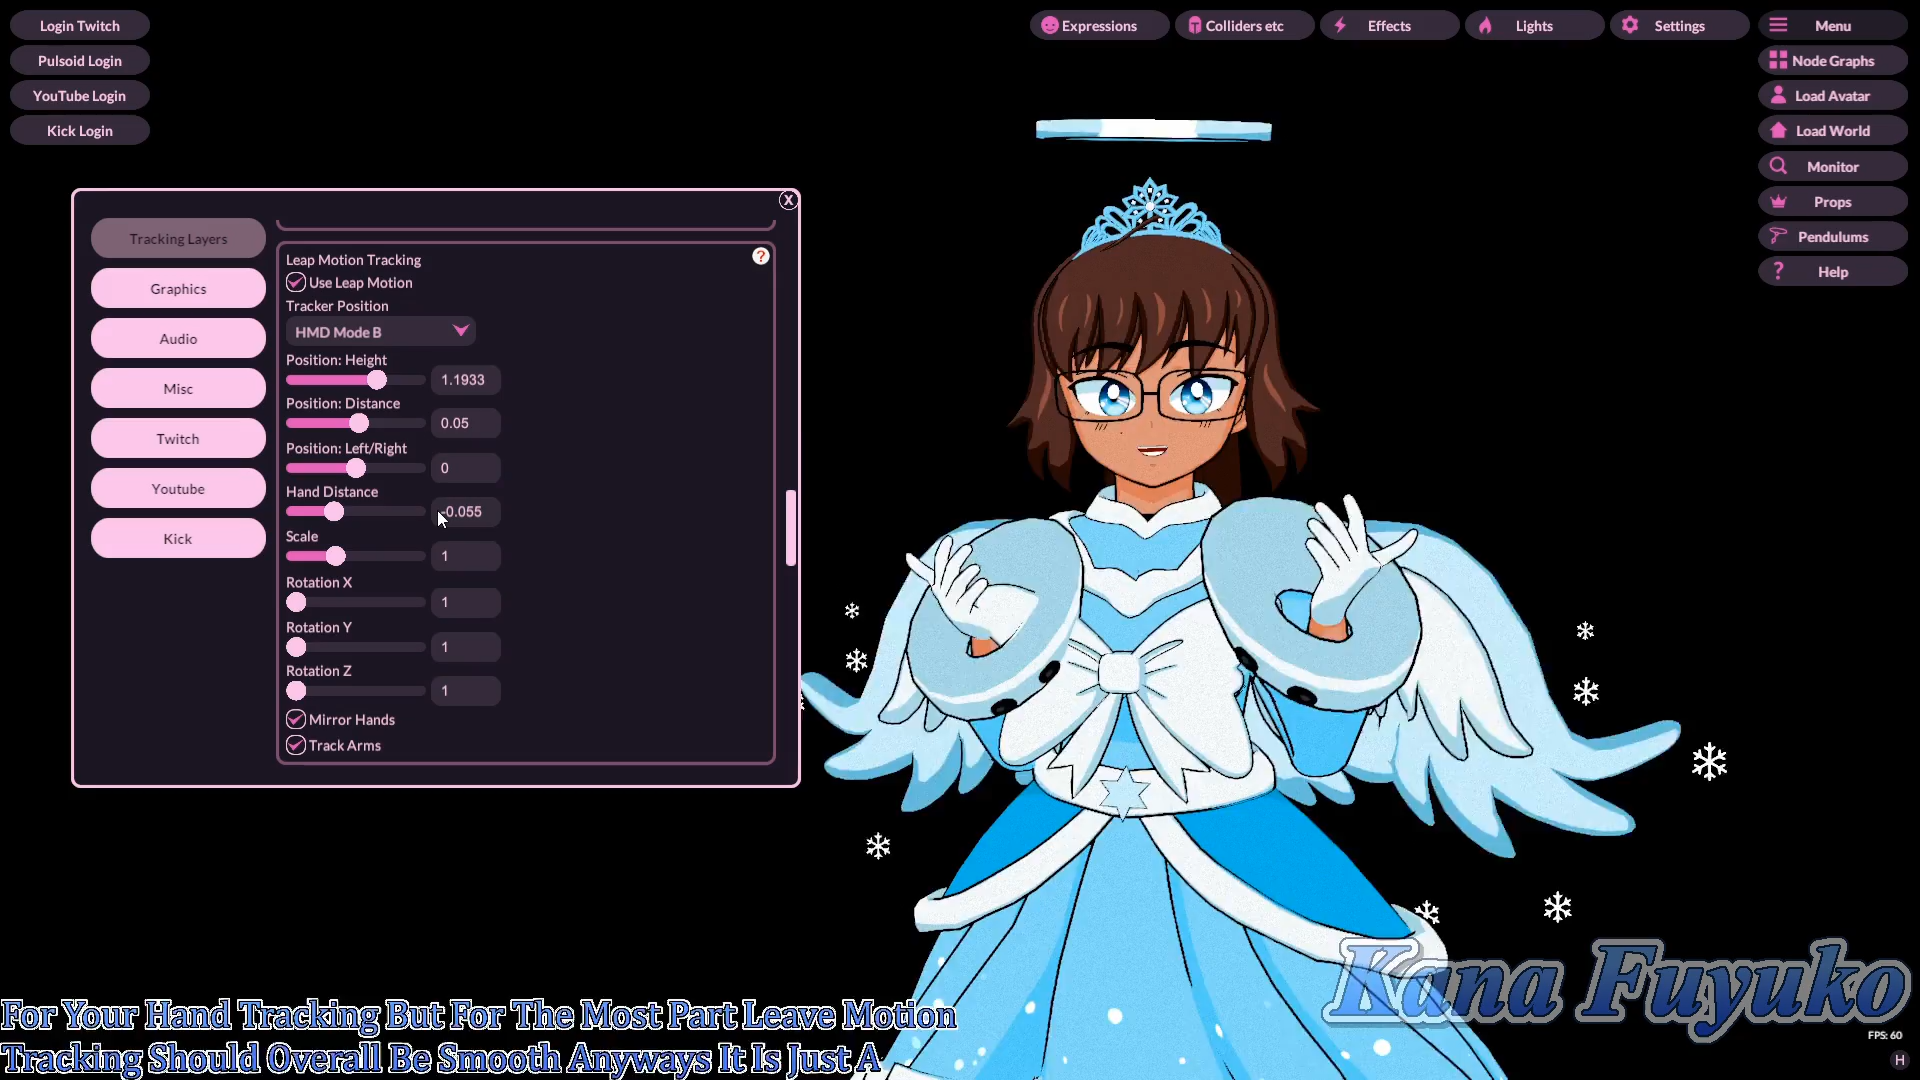 Login Twitch
Pulsoid Login
YouTube Login
Kick Login
Expressions
Colliders etc
Effects
Lights
Settings
Menu
Node Graphs
Load Avatar
Load World
Monitor
Props
Pendulums
? Help
X
Tracking Layers
Graphics
Audio
Misc
Twitch
Youtube
Kick
Leap Motion Tracking
?
Use Leap Motion
Tracker Position
HMD Mode B
Position: Height
1.1933
Position: Distance
0.05
Position: Left/Right
0
Hand Distance
-0.055
Scale
1
Rotation X
1
Rotation Y
1
Rotation Z
1
Mirror Hands
Track Arms
Kana Fuyuko
For Your Hand Tracking But For The Most Part Leave Motion
Tracking Should Overall Be Smooth Anyways It Is Just A
FPS: 60
H